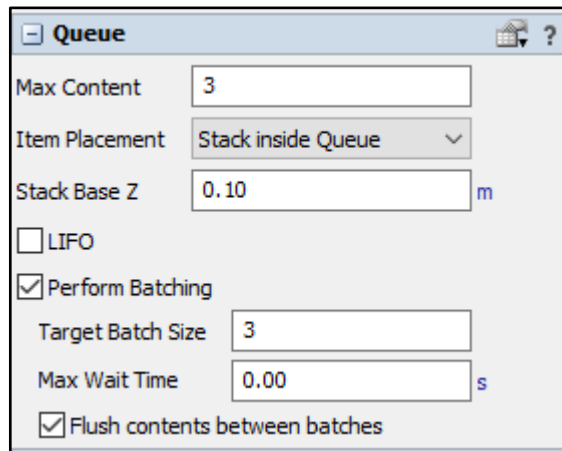 Queue ?
Max Content 3
Item Placement Stack inside Queue
Stack Base Z 0.10 m
LIFO
Perform Batching
Target Batch Size 3
Max Wait Time 0.00 s
Flush contents between batches